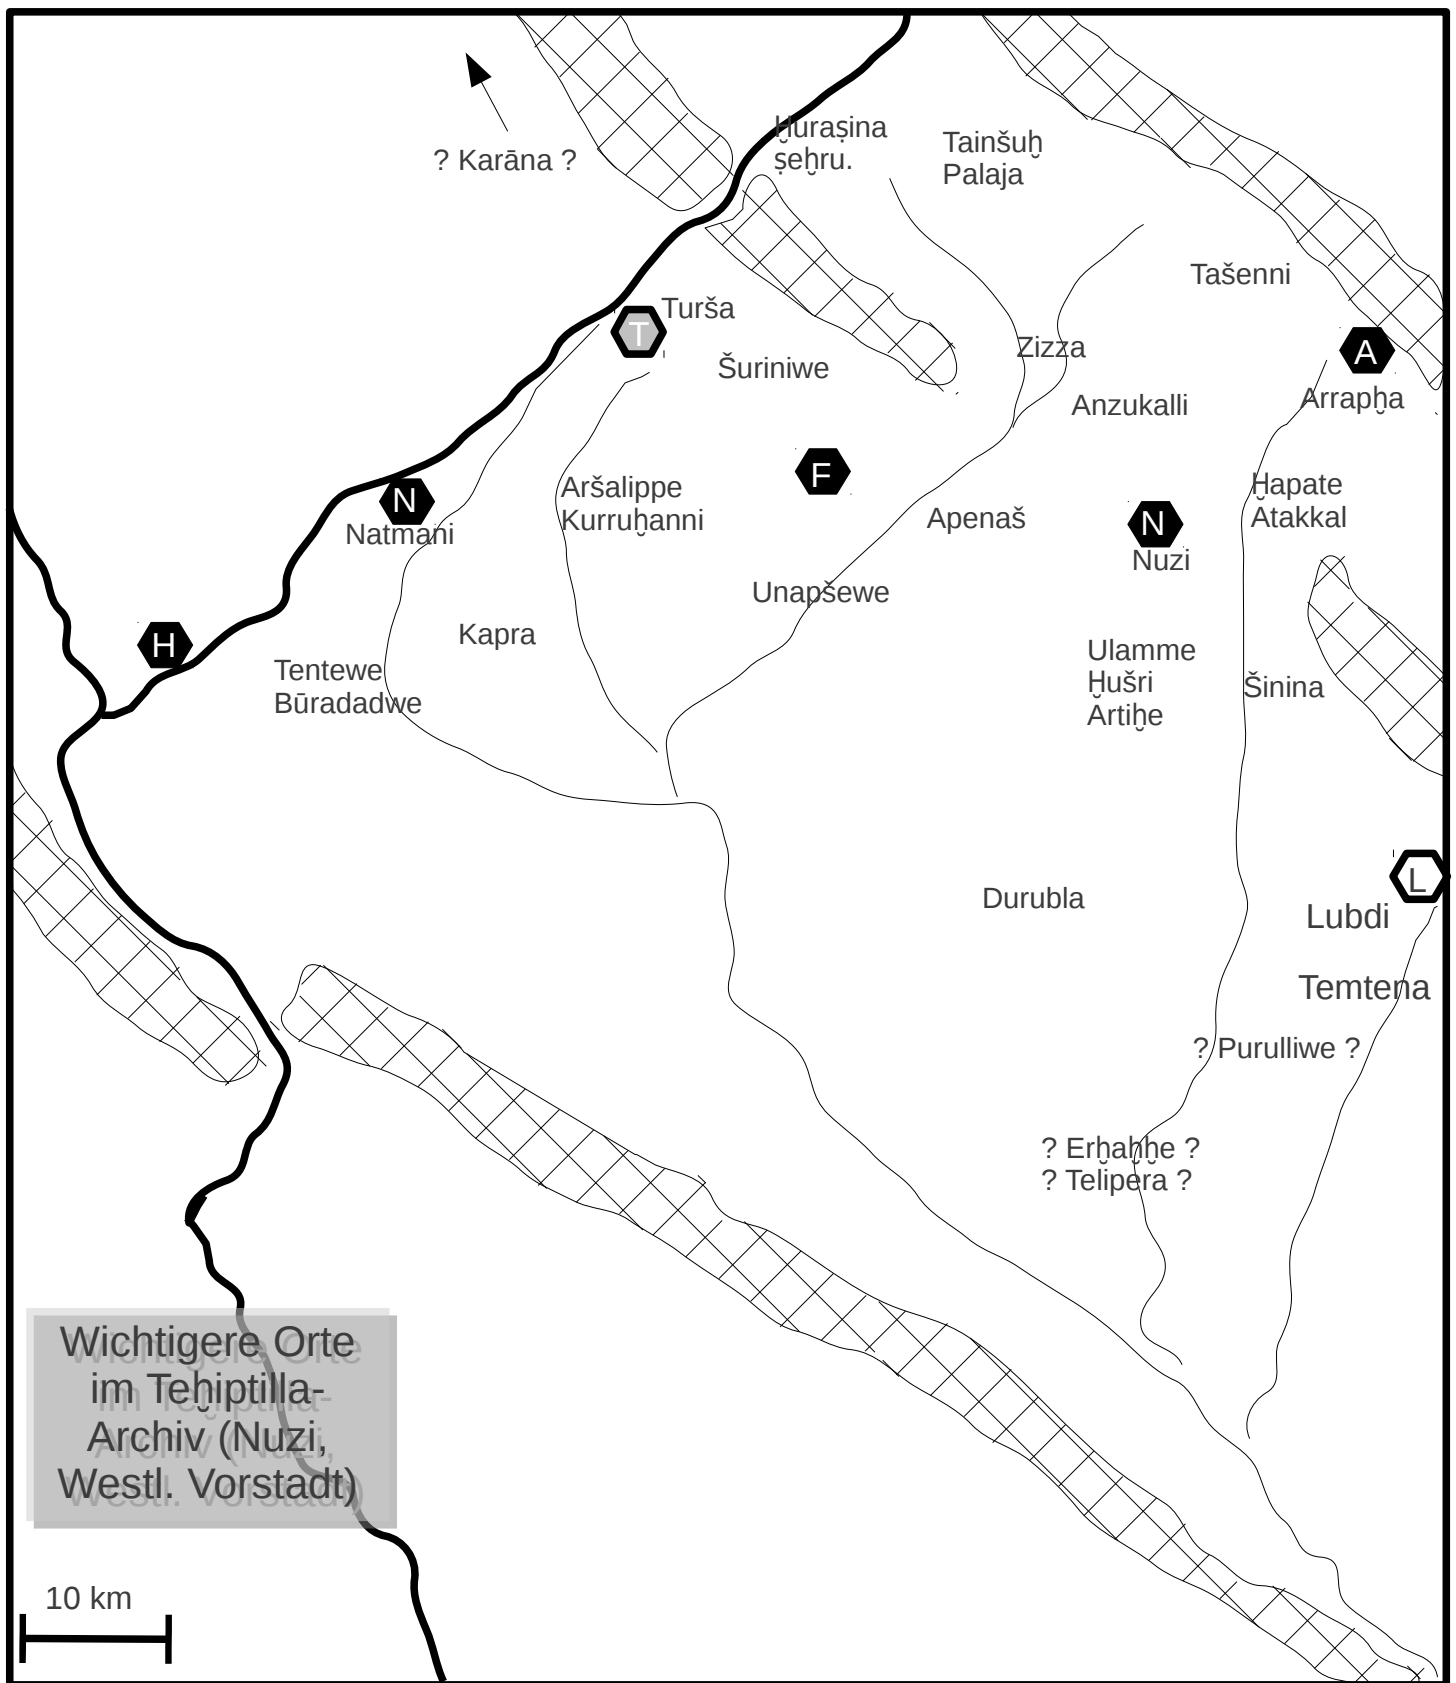 Ḫuraṣina
ṣeḫru.
Tainšuḫ
Palaja
? Karāna ?
Tašenni
Turša
T
Zizza
A
Šuriniwe
Arrapḫa
Anzukalli
F
Aršalippe
Kurruḫanni
Ḫapate
Atakkal
N
Natmani
Apenaš
N
Nuzi
Unapšewe
H
Kapra
Tentewe
Būradadwe
Ulamme
Ḫušri
Artiḫe
Šinina
L
Durubla
Lubdi
Temtena
? Purulliwe ?
? Erḫaḫḫe ?
? Telipera ?
Wichtigere Orte
im Teḫiptilla-
Archiv (Nuzi,
Westl. Vorstadt)
10 km